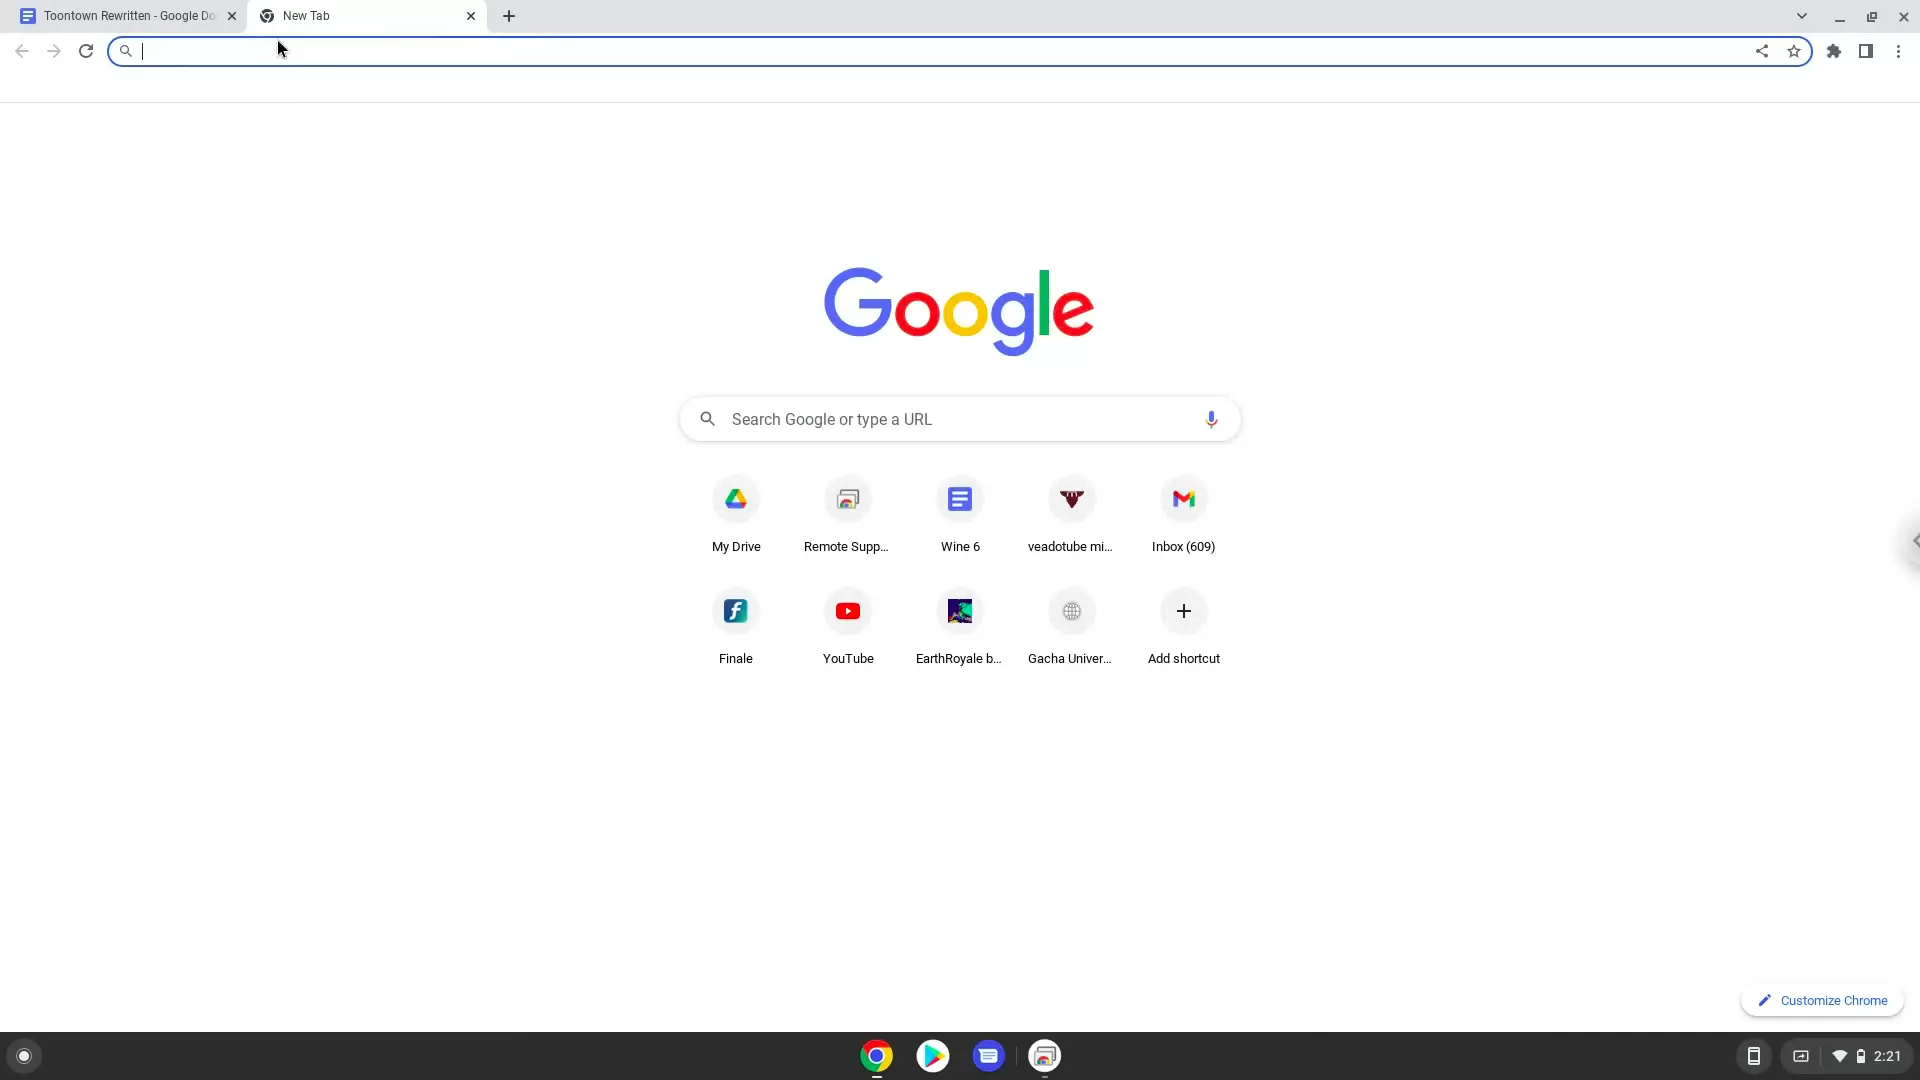 Toontown Rewritten - Google Do
New Tab
Google
Search Google or type a URL
My Drive
Remote Supp...
Wine 6
veadotube mi...
Inbox (609)
Finale
YouTube
EarthRoyale b...
Gacha Univer...
Add shortcut
Customize Chrome
2:21